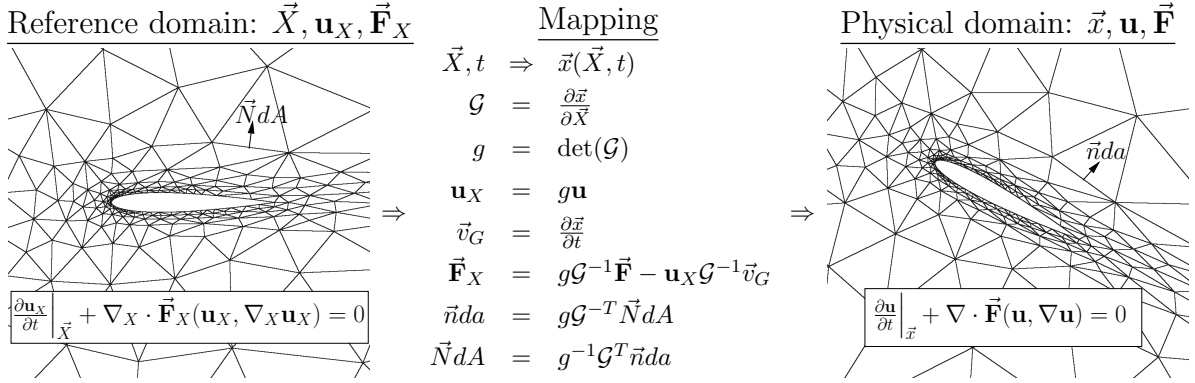 Reference domain: $\vec{X}, \mathbf{u}_X, \vec{\mathbf{F}}_X$
$\vec{N}dA$
$\left.\frac{\partial \mathbf{u}_X}{\partial t}\right|_{\vec{X}} + \nabla_X \cdot \vec{\mathbf{F}}_X(\mathbf{u}_X, \nabla_X \mathbf{u}_X) = 0$
⇒
Mapping
$\vec{X}, t \Rightarrow \vec{x}(\vec{X}, t)$
$\mathcal{G} = \frac{\partial \vec{x}}{\partial \vec{X}}$
$g = \det(\mathcal{G})$
$\mathbf{u}_X = g\mathbf{u}$
$\vec{v}_G = \frac{\partial \vec{x}}{\partial t}$
$\vec{\mathbf{F}}_X = g\mathcal{G}^{-1}\vec{\mathbf{F}} - \mathbf{u}_X \mathcal{G}^{-1}\vec{v}_G$
$\vec{n}da = g\mathcal{G}^{-T}\vec{N}dA$
$\vec{N}dA = g^{-1}\mathcal{G}^{T}\vec{n}da$
⇒
Physical domain: $\vec{x}, \mathbf{u}, \vec{\mathbf{F}}$
$\vec{n}da$
$\left.\frac{\partial \mathbf{u}}{\partial t}\right|_{\vec{x}} + \nabla \cdot \vec{\mathbf{F}}(\mathbf{u}, \nabla \mathbf{u}) = 0$